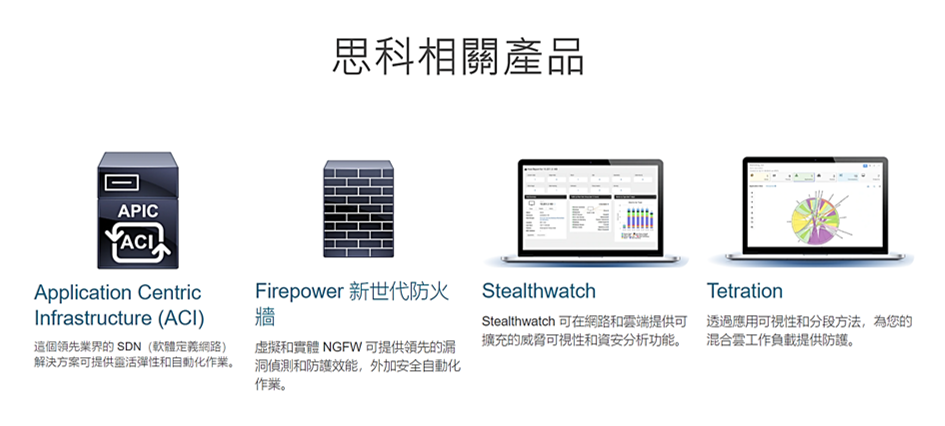 思科相關產品
APIC
ACI
Application Centric
Infrastructure (ACI)
這個領先業界的 SDN（軟體定義網路）
解決方案可提供靈活彈性和自動化作業。
Firepower 新世代防火
牆
虛擬和實體 NGFW 可提供領先的漏
洞偵測和防護效能，外加安全自動化
作業。
Stealthwatch
Stealthwatch 可在網路和雲端提供可
擴充的威脅可視性和資安分析功能。
Tetration
透過應用可視性和分段方法，為您的
混合雲工作負載提供防護。